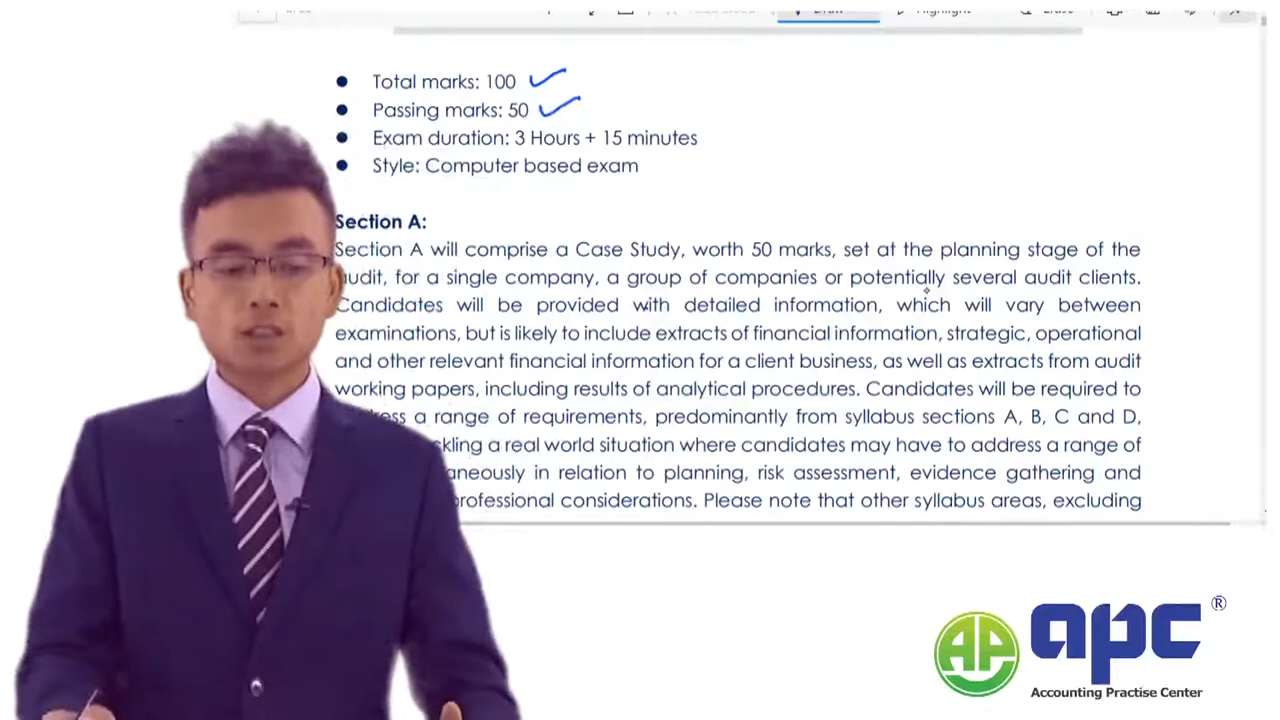 Total marks: 100
Passing marks: 50
Exam duration: 3 Hours + 15 minutes
Style: Computer based exam
Section A:
Section A will comprise a Case Study, worth 50 marks, set at the planning stage of the
audit, for a single company, a group of companies or potentially several audit clients.
Candidates will be provided with detailed information, which will vary between
examinations, but is likely to include extracts of financial information, strategic, operational
and other relevant financial information for a client business, as well as extracts from audit
working papers, including results of analytical procedures. Candidates will be required to
a range of requirements, predominantly from syllabus sections A, B, C and D,
a real world situation where candidates may have to address a range of
in relation to planning, risk assessment, evidence gathering and
professional considerations. Please note that other syllabus areas, excluding
AP
apc ®
Accounting Practise Center